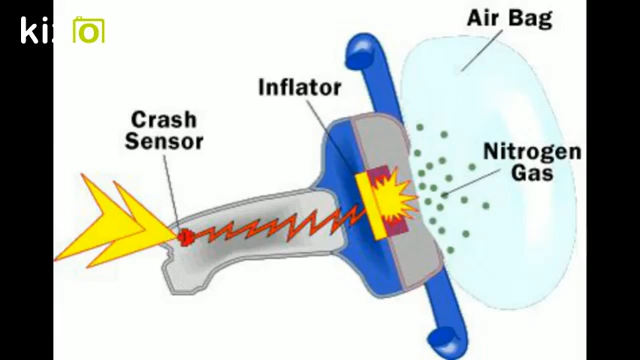 Air Bag
Inflator
Crash
Sensor
Nitrogen
Gas